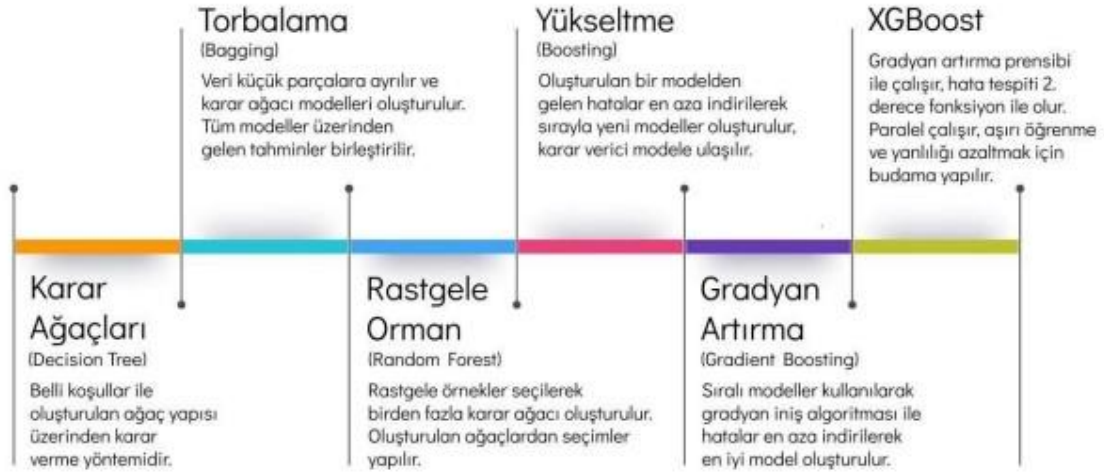 Torbalama
(Bagging)
Veri küçük parçalara ayrılır ve
karar ağacı modelleri oluşturulur.
Tüm modeller üzerinden
gelen tahminler birleştirilir.
Yükseltme
(Boosting)
Oluşturulan bir modelden
gelen hatalar en aza indirilerek
sırayla yeni modeller oluşturulur,
karar verici modele ulaşılır.
XGBoost
Gradyan artırma prensibi
ile çalışır, hata tespiti 2.
derece fonksiyon ile olur.
Paralel çalışır, aşırı öğrenme
ve yanlılığı azaltmak için
budama yapılır.
Karar
Ağaçları
(Decision Tree)
Belli koşullar ile
oluşturulan ağaç yapısı
üzerinden karar
verme yöntemidir.
Rastgele
Orman
(Random Forest)
Rastgele örnekler seçilerek
birden fazla karar ağacı oluşturulur.
Oluşturulan ağaçlardan seçimler
yapılır.
Gradyan
Artırma
(Gradient Boosting)
Sıralı modeller kullanılarak
gradyan iniş algoritması ile
hatalar en aza indirilerek
en iyi model oluşturulur.